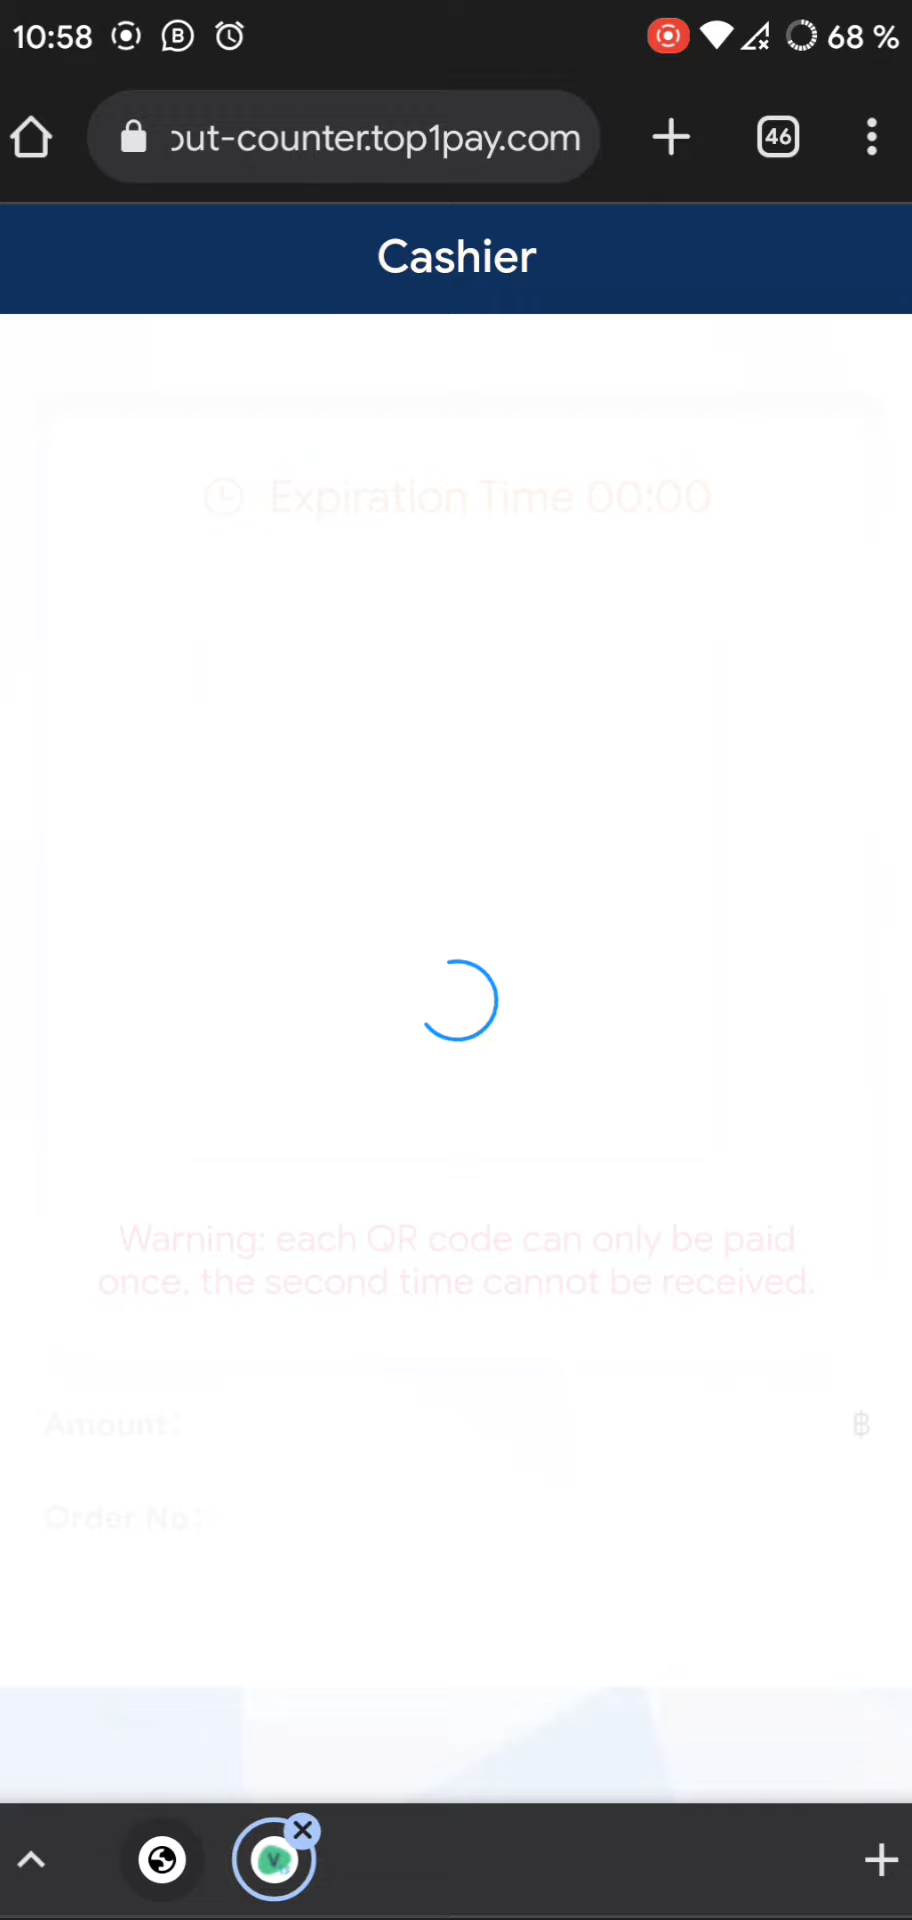 10:58
68 %
out-counter.top1pay.com
46
Cashier
Expiration Time 00:00
Warning: each QR code can only be paid
once, the second time cannot be received.
Amount: ฿
Order No: